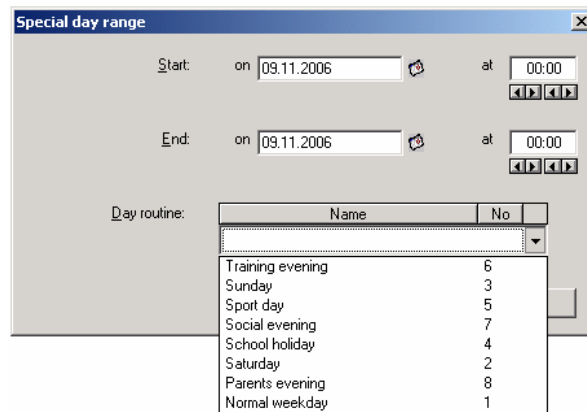 Special day range
Start: on 09.11.2006 at 00:00
End: on 09.11.2006 at 00:00
Day routine: Name No
Training evening 6
Sunday 3
Sport day 5
Social evening 7
School holiday 4
Saturday 2
Parents evening 8
Normal weekday 1